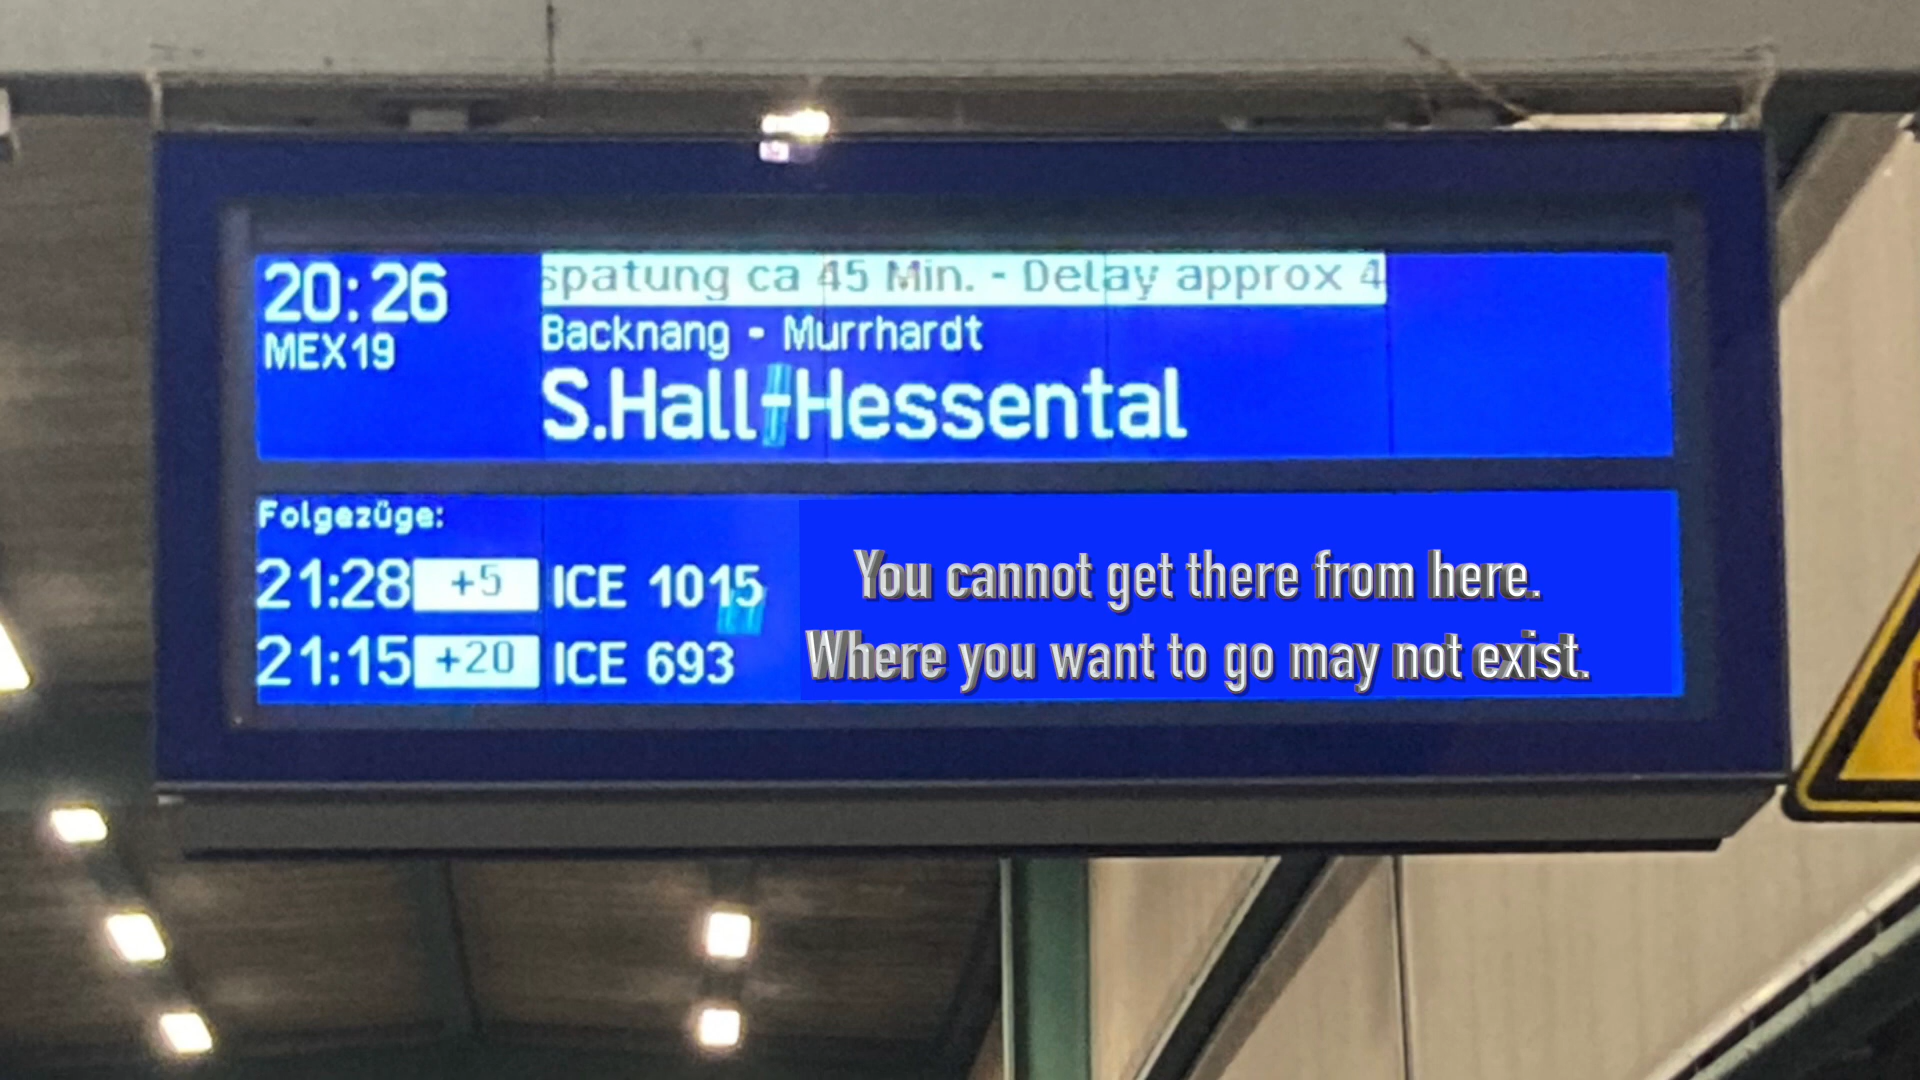 20:26
spatung ca 45 Min. - Delay approx 4
MEX19
Backnang - Murrhardt
S.Hall-Hessental
Folgezüge:
21:28 +5 ICE 1015
You cannot get there from here.
21:15 +20 ICE 693
Where you want to go may not exist.